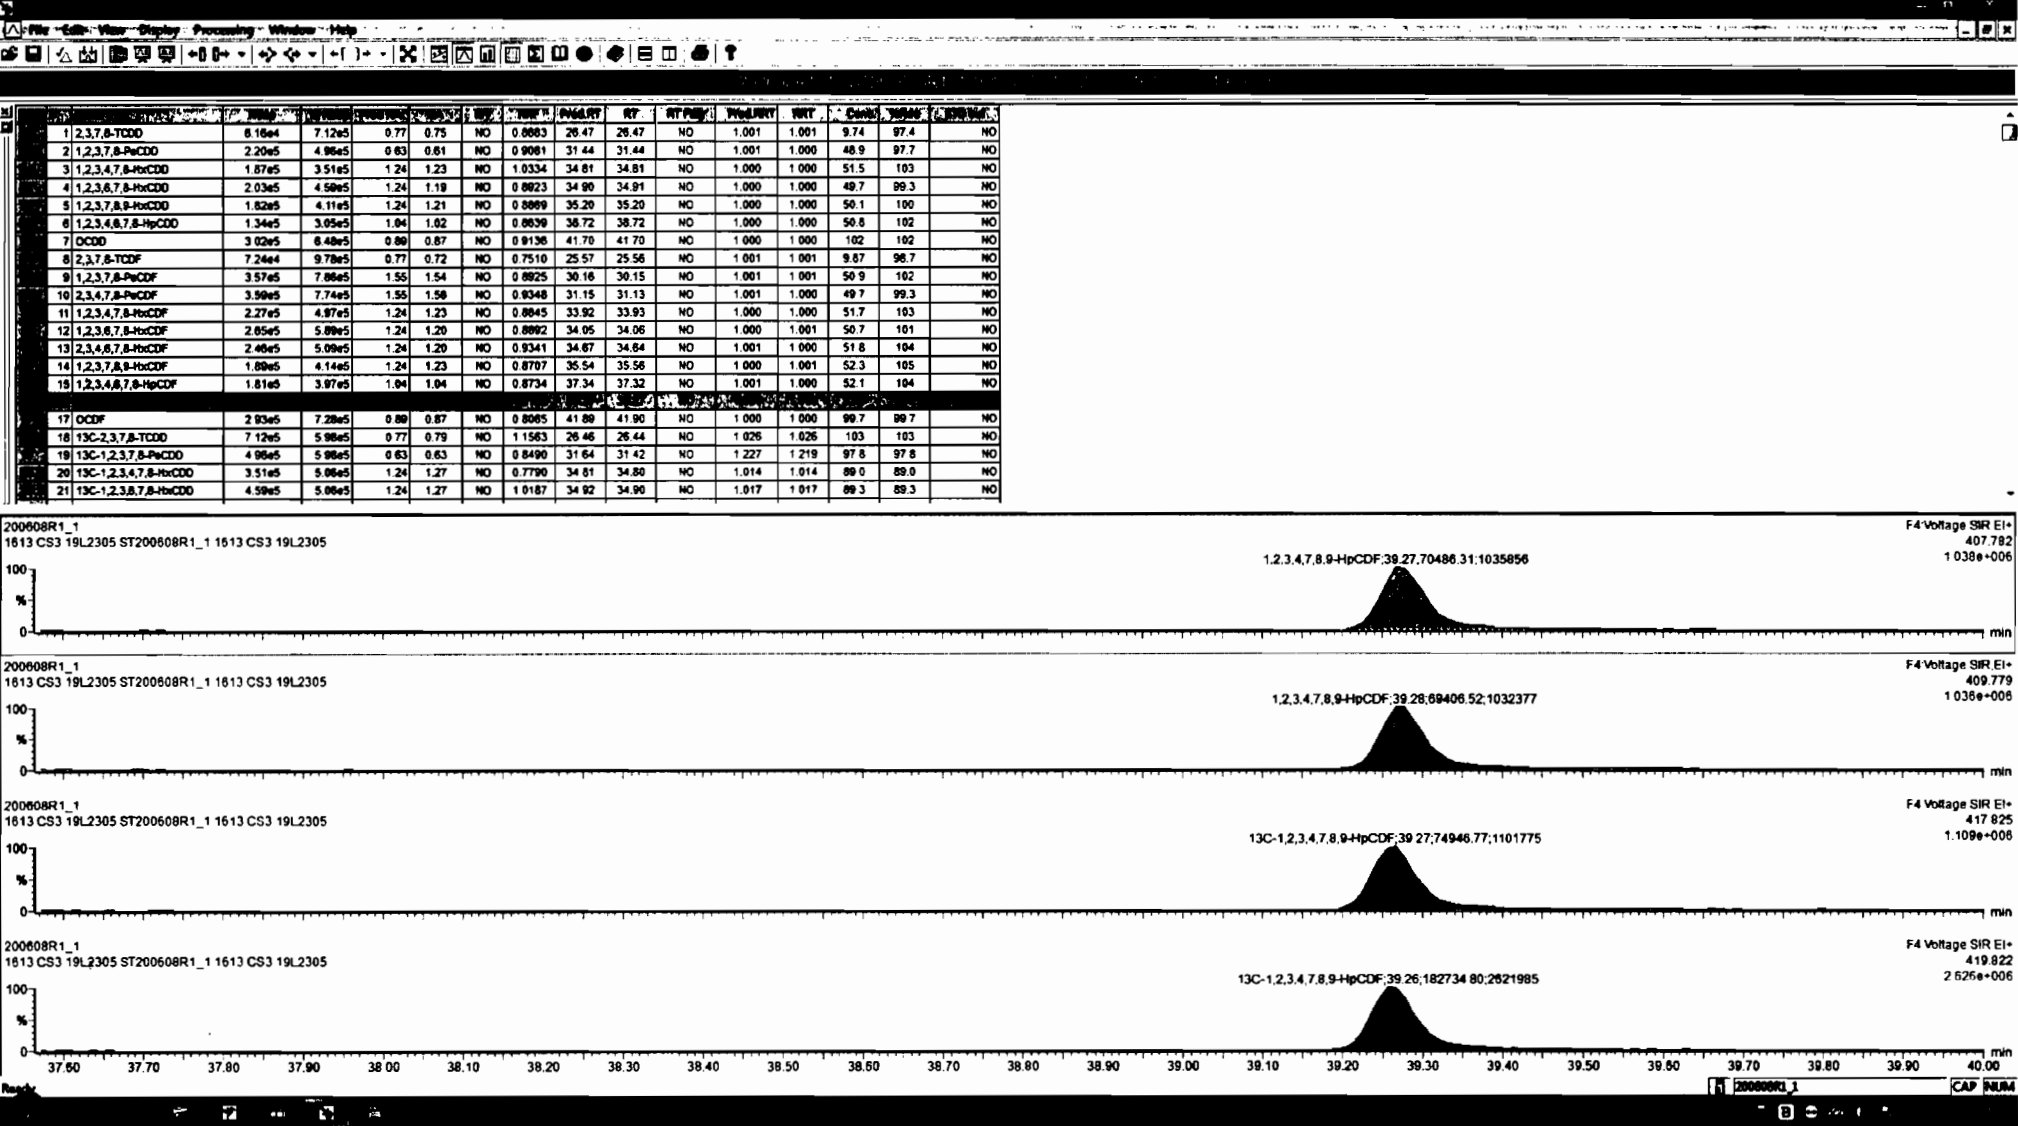 File Edit View Display Processing Window Help
Pred.RT RT RT Flag Pred.RRT RRT Conc.
1 2,3,7,8-TCDD 6.16e4 7.12e5 0.77 0.75 NO 0.8883 26.47 26.47 NO 1.001 1.001 9.74 97.4 NO
2 1,2,3,7,8-PeCDD 2.20e5 4.96e5 0.63 0.61 NO 0.9081 31.44 31.44 NO 1.001 1.000 48.9 97.7 NO
3 1,2,3,4,7,8-HxCDD 1.87e5 3.51e5 1.24 1.23 NO 1.0334 34.81 34.81 NO 1.000 1.000 51.5 103 NO
4 1,2,3,6,7,8-HxCDD 2.03e5 4.59e5 1.24 1.19 NO 0.8923 34.90 34.91 NO 1.000 1.000 49.7 99.3 NO
5 1,2,3,7,8,9-HxCDD 1.82e5 4.11e5 1.24 1.21 NO 0.8869 35.20 35.20 NO 1.000 1.000 50.1 100 NO
6 1,2,3,4,6,7,8-HpCDD 1.34e5 3.05e5 1.04 1.02 NO 0.8639 38.72 38.72 NO 1.000 1.000 50.8 102 NO
7 OCDD 3.02e5 6.48e5 0.89 0.87 NO 0.9136 41.70 41.70 NO 1.000 1.000 102 102 NO
8 2,3,7,8-TCDF 7.24e4 9.78e5 0.77 0.72 NO 0.7510 25.57 25.56 NO 1.001 1.001 9.87 98.7 NO
9 1,2,3,7,8-PeCDF 3.57e5 7.86e5 1.55 1.54 NO 0.8925 30.16 30.15 NO 1.001 1.001 50.9 102 NO
10 2,3,4,7,8-PeCDF 3.59e5 7.74e5 1.55 1.56 NO 0.9348 31.15 31.13 NO 1.001 1.000 49.7 99.3 NO
11 1,2,3,4,7,8-HxCDF 2.27e5 4.97e5 1.24 1.23 NO 0.8845 33.92 33.93 NO 1.000 1.000 51.7 103 NO
12 1,2,3,6,7,8-HxCDF 2.65e5 5.89e5 1.24 1.20 NO 0.8892 34.05 34.06 NO 1.000 1.001 50.7 101 NO
13 2,3,4,6,7,8-HxCDF 2.46e5 5.09e5 1.24 1.20 NO 0.9341 34.67 34.64 NO 1.001 1.000 51.8 104 NO
14 1,2,3,7,8,9-HxCDF 1.89e5 4.14e5 1.24 1.23 NO 0.8707 35.54 35.56 NO 1.000 1.001 52.3 105 NO
15 1,2,3,4,6,7,8-HpCDF 1.81e5 3.97e5 1.04 1.04 NO 0.8734 37.34 37.32 NO 1.001 1.000 52.1 104 NO
17 OCDF 2.93e5 7.28e5 0.89 0.87 NO 0.8065 41.89 41.90 NO 1.000 1.000 99.7 99.7 NO
18 13C-2,3,7,8-TCDD 7.12e5 5.98e5 0.77 0.79 NO 1.1563 26.46 26.44 NO 1.026 1.026 103 103 NO
19 13C-1,2,3,7,8-PeCDD 4.96e5 5.98e5 0.63 0.63 NO 0.8490 31.64 31.42 NO 1.227 1.219 97.8 97.8 NO
20 13C-1,2,3,4,7,8-HxCDD 3.51e5 5.06e5 1.24 1.27 NO 0.7790 34.81 34.80 NO 1.014 1.014 89.0 89.0 NO
21 13C-1,2,3,6,7,8-HxCDD 4.59e5 5.06e5 1.24 1.27 NO 1.0187 34.92 34.90 NO 1.017 1.017 89.3 89.3 NO
200608R1_1 F4:Voltage SIR,EI+
1613 CS3 19L2305 ST200608R1_1 1613 CS3 19L2305 407.782
1,2,3,4,7,8,9-HpCDF;39.27;70486.31;1035856 1.038e+006
100
%
0 min
200608R1_1 F4:Voltage SIR,EI+
1613 CS3 19L2305 ST200608R1_1 1613 CS3 19L2305 409.779
1,2,3,4,7,8,9-HpCDF;39.28;69406.52;1032377 1.036e+006
100
%
0 min
200608R1_1 F4:Voltage SIR,EI+
1613 CS3 19L2305 ST200608R1_1 1613 CS3 19L2305 417.825
13C-1,2,3,4,7,8,9-HpCDF;39.27;74946.77;1101775 1.109e+006
100
%
0 min
200608R1_1 F4:Voltage SIR,EI+
1613 CS3 19L2305 ST200608R1_1 1613 CS3 19L2305 419.822
13C-1,2,3,4,7,8,9-HpCDF;39.26;182734.80;2621985 2.626e+006
100
%
0 min
37.60 37.70 37.80 37.90 38.00 38.10 38.20 38.30 38.40 38.50 38.60 38.70 38.80 38.90 39.00 39.10 39.20 39.30 39.40 39.50 39.60 39.70 39.80 39.90 40.00
Ready 200608R1_1 CAP NUM